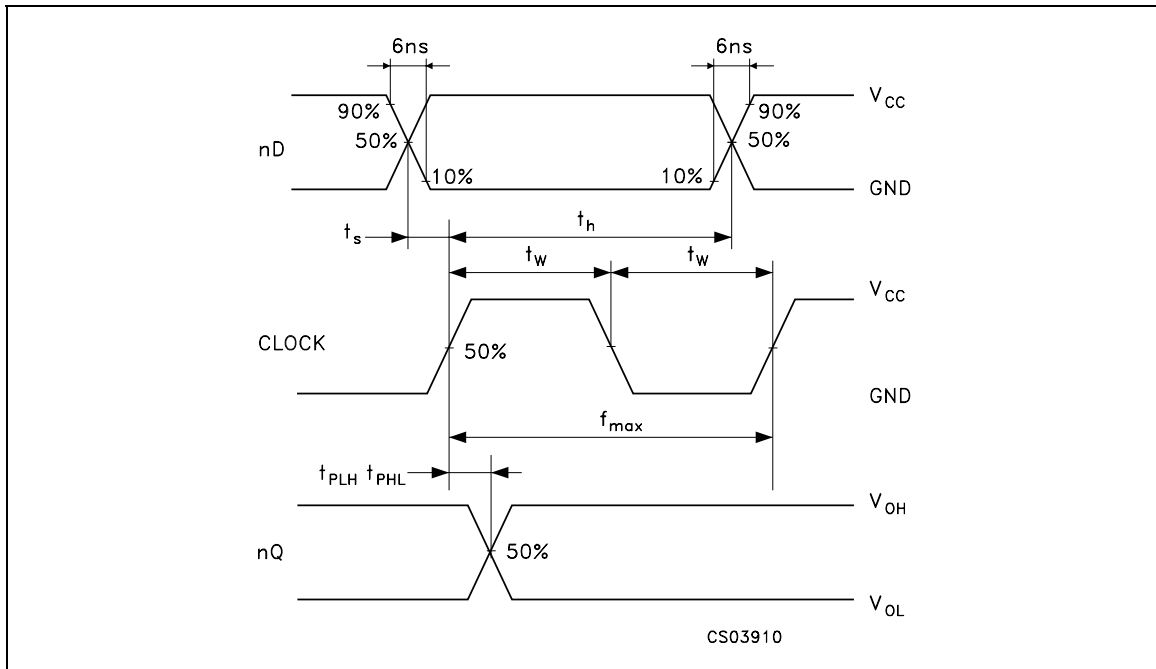 6ns 6ns
V_CC
90% 90%
50% 50%
nD
10% 10%
GND
t_s t_h
t_W t_W
V_CC
CLOCK 50%
GND
f_max
t_PLH t_PHL
V_OH
nQ 50%
V_OL
CS03910